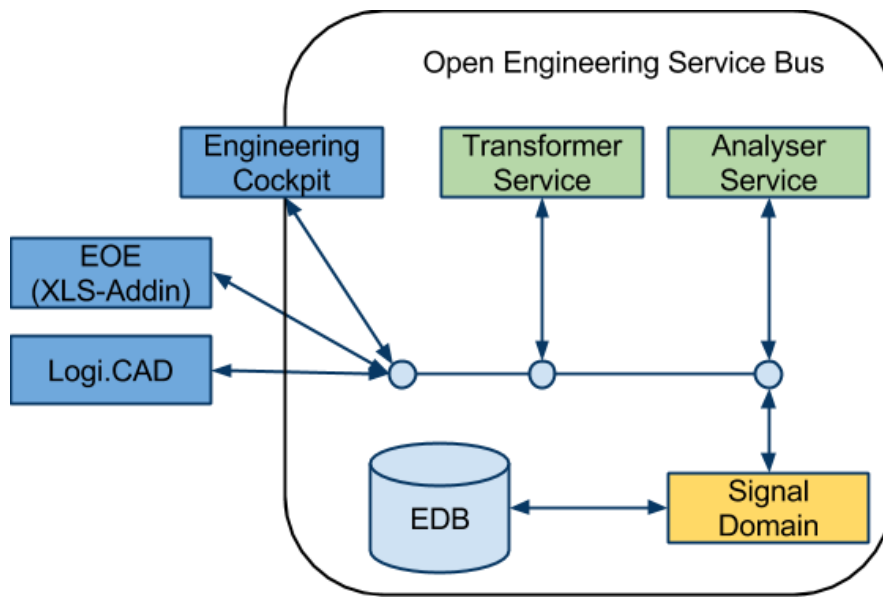 Open Engineering Service Bus
Engineering
Cockpit
Transformer
Service
Analyser
Service
EOE
(XLS-Addin)
Logi.CAD
EDB
Signal
Domain